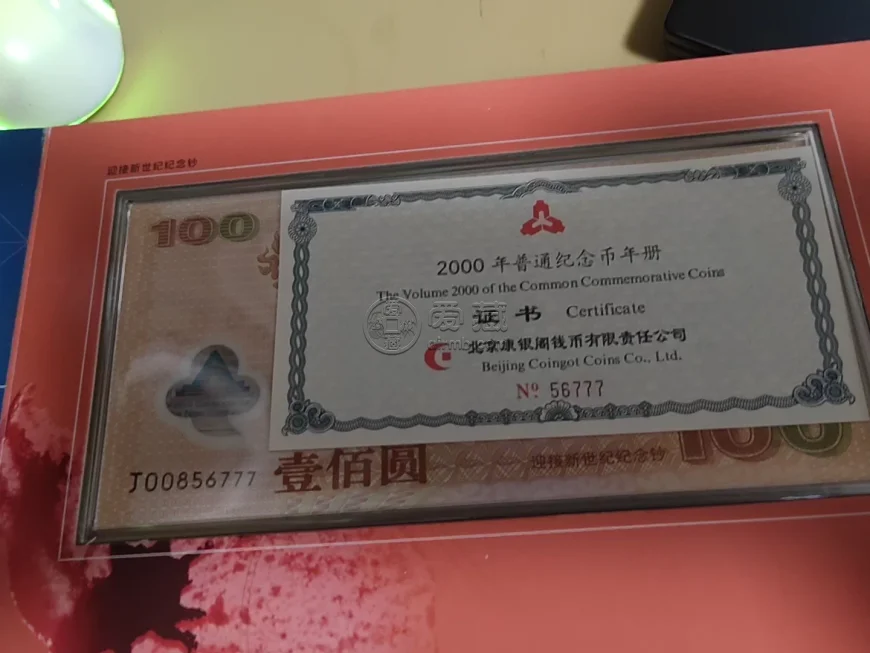 迎接新世纪纪念钞
100
2000 年普通纪念币年册
The Volume 2000 of the Common Commemorative Coins
证书 Certificate
爱藏
北京康银阁钱币有限责任公司
Beijing Coingot Coins Co., Ltd.
Nº 56777
J00856777
壹佰圆
迎接新世纪纪念钞
100